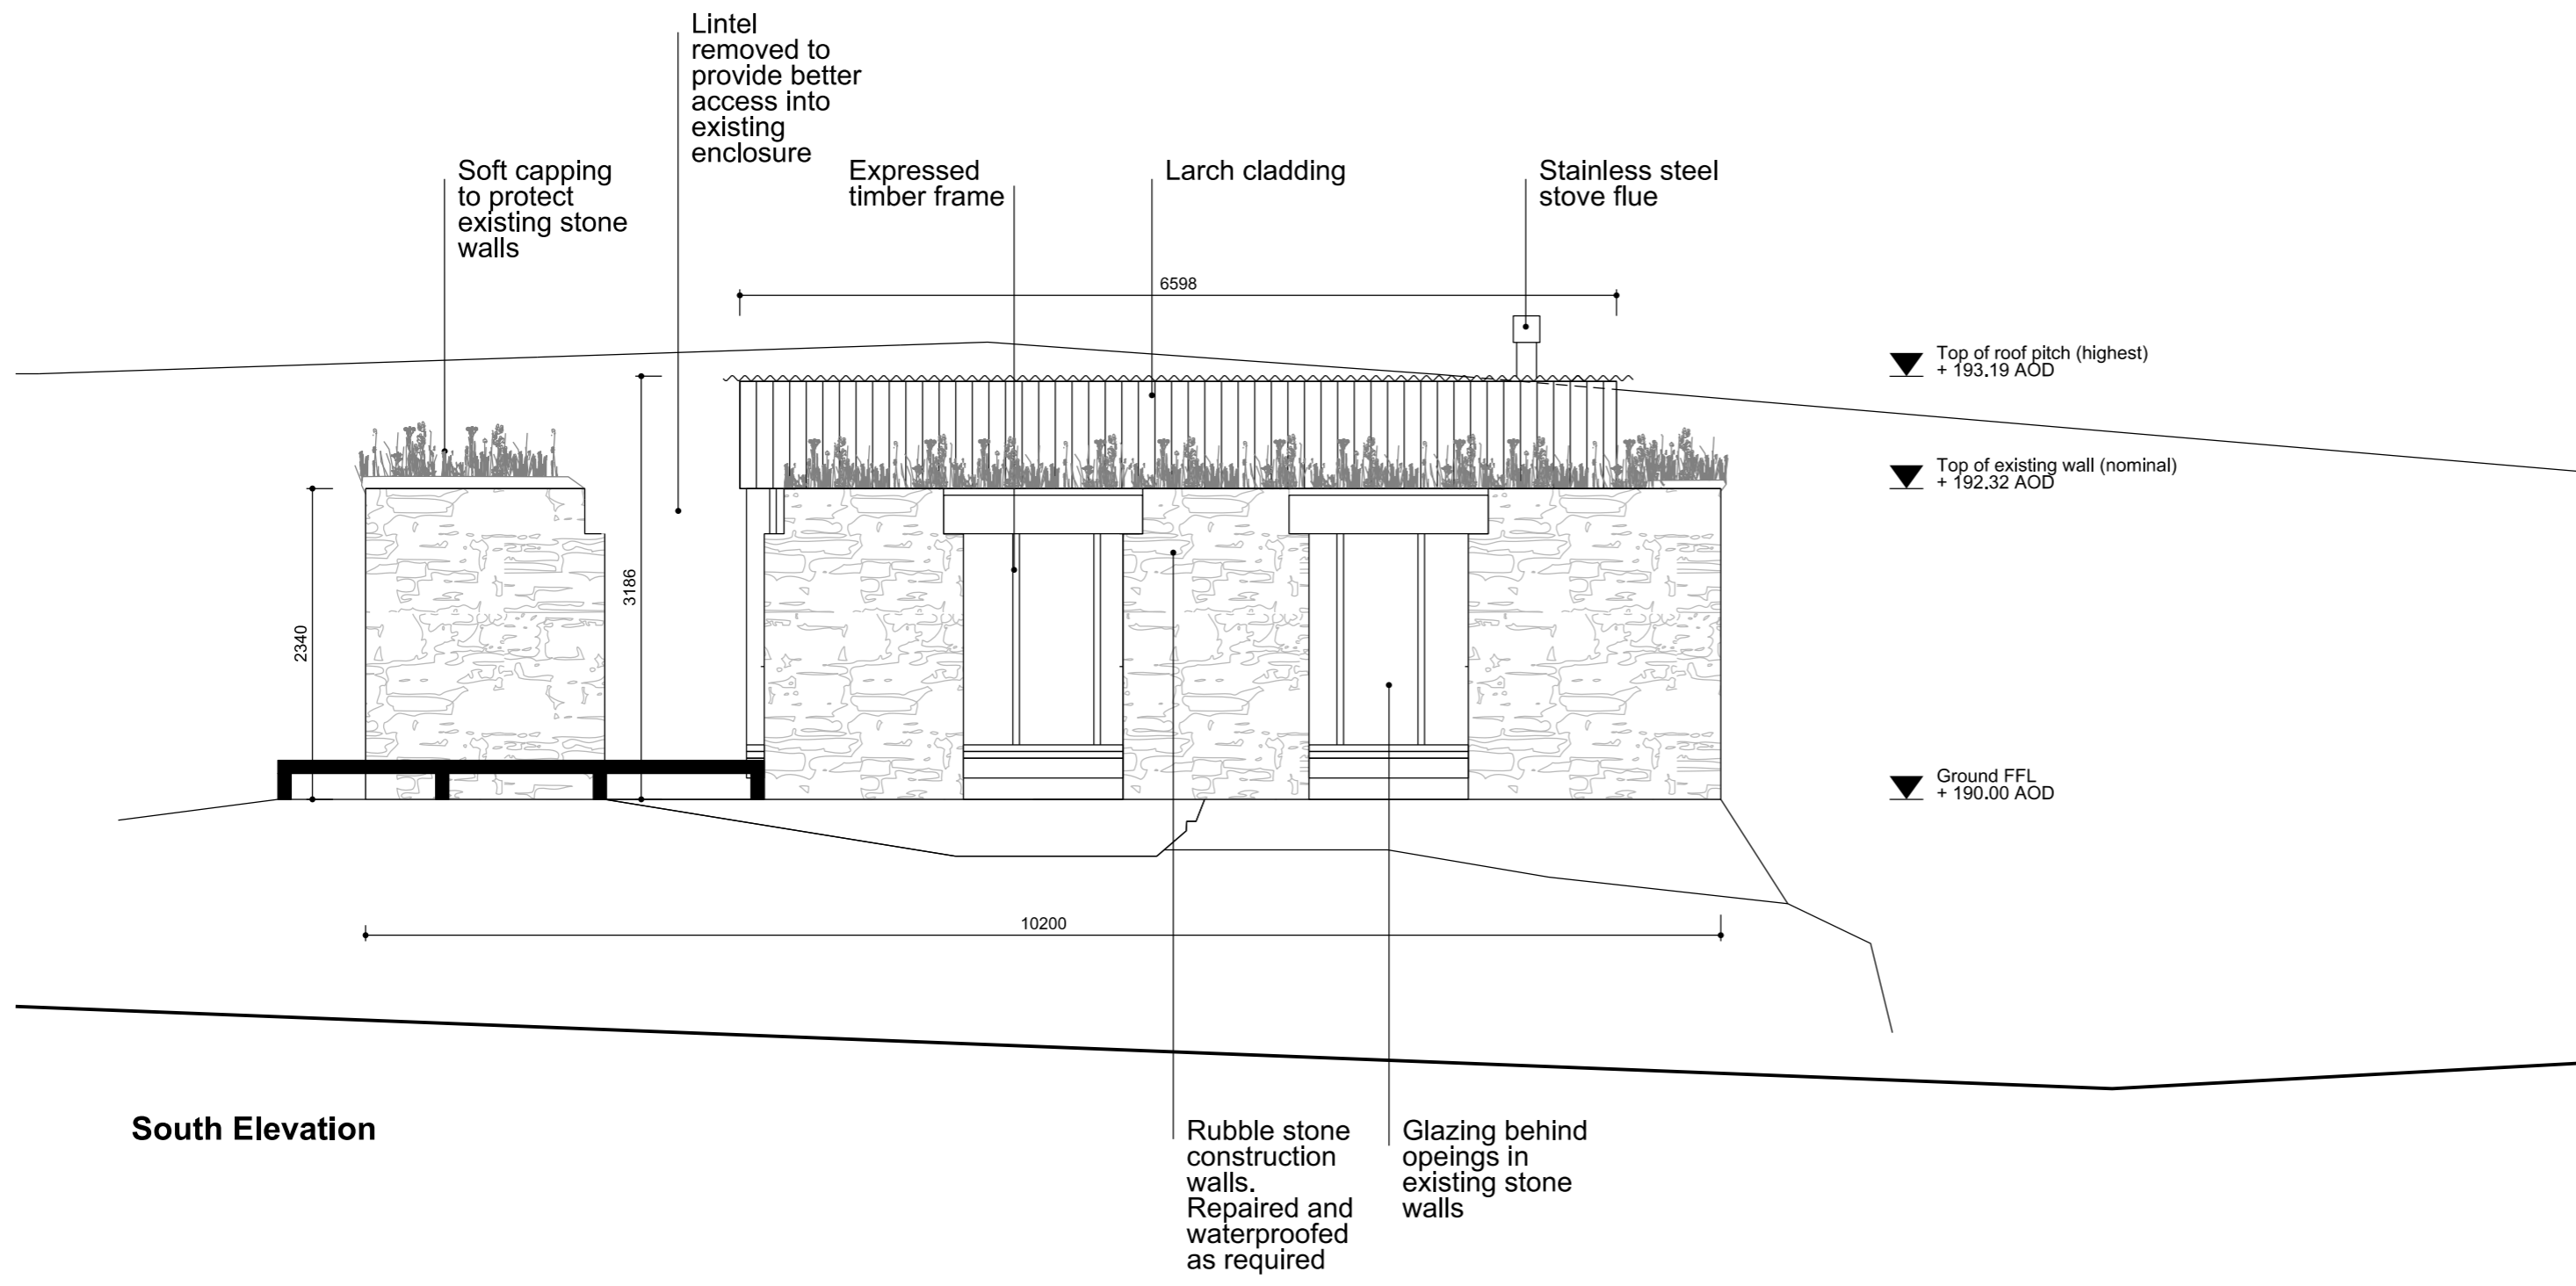 Lintel
removed to
provide better
access into
existing
enclosure
Soft capping
to protect
existing stone
walls
Expressed
timber frame
Larch cladding
Stainless steel
stove flue
6598
Top of roof pitch (highest)
+ 193.19 AOD
Top of existing wall (nominal)
+ 192.32 AOD
3186
2340
Ground FFL
+ 190.00 AOD
10200
South Elevation
Rubble stone
construction
walls.
Repaired and
waterproofed
as required
Glazing behind
opeings in
existing stone
walls